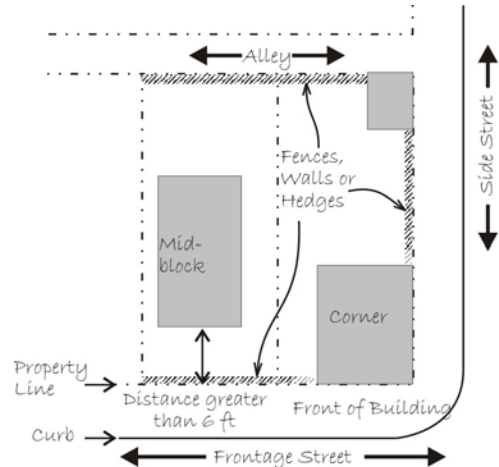 Alley
Side Street
Fences,
Walls or
Hedges
Mid-
block
Corner
Property
Line
Distance greater
than 6 ft
Front of Building
Curb
Frontage Street